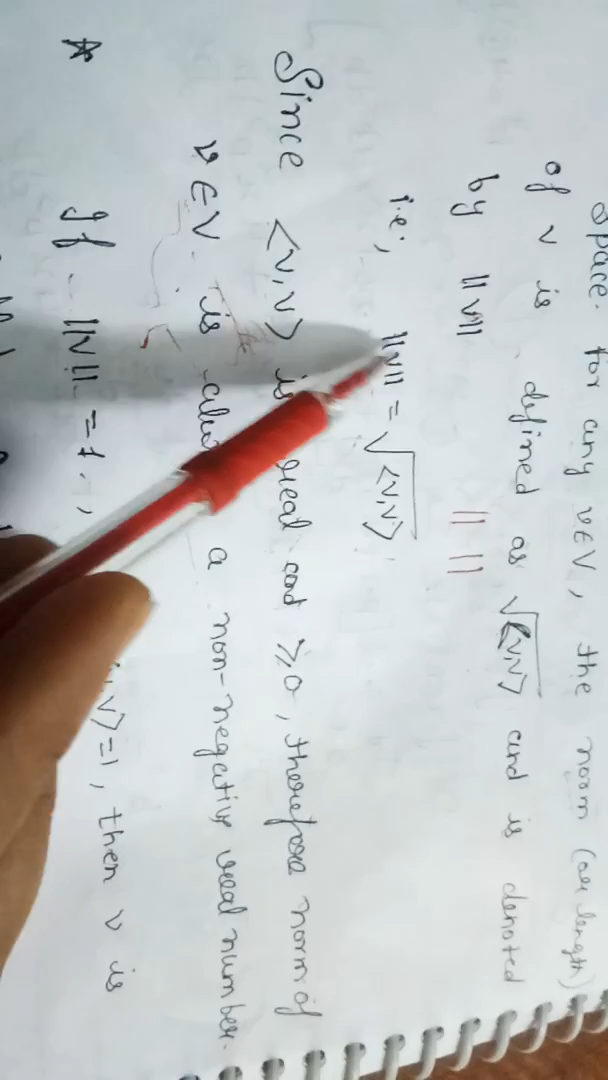 Space. For any v∈V, the norm (or length)
of v is defined as √<v,v> and is denoted
by ||v|| || ||
i.e., ||v|| = √<v,v>.
Since <v,v> is real and ≥0, therefore norm of
v∈V is also a non-negative real number.
* If ||v|| = 1, v>=1, then v is